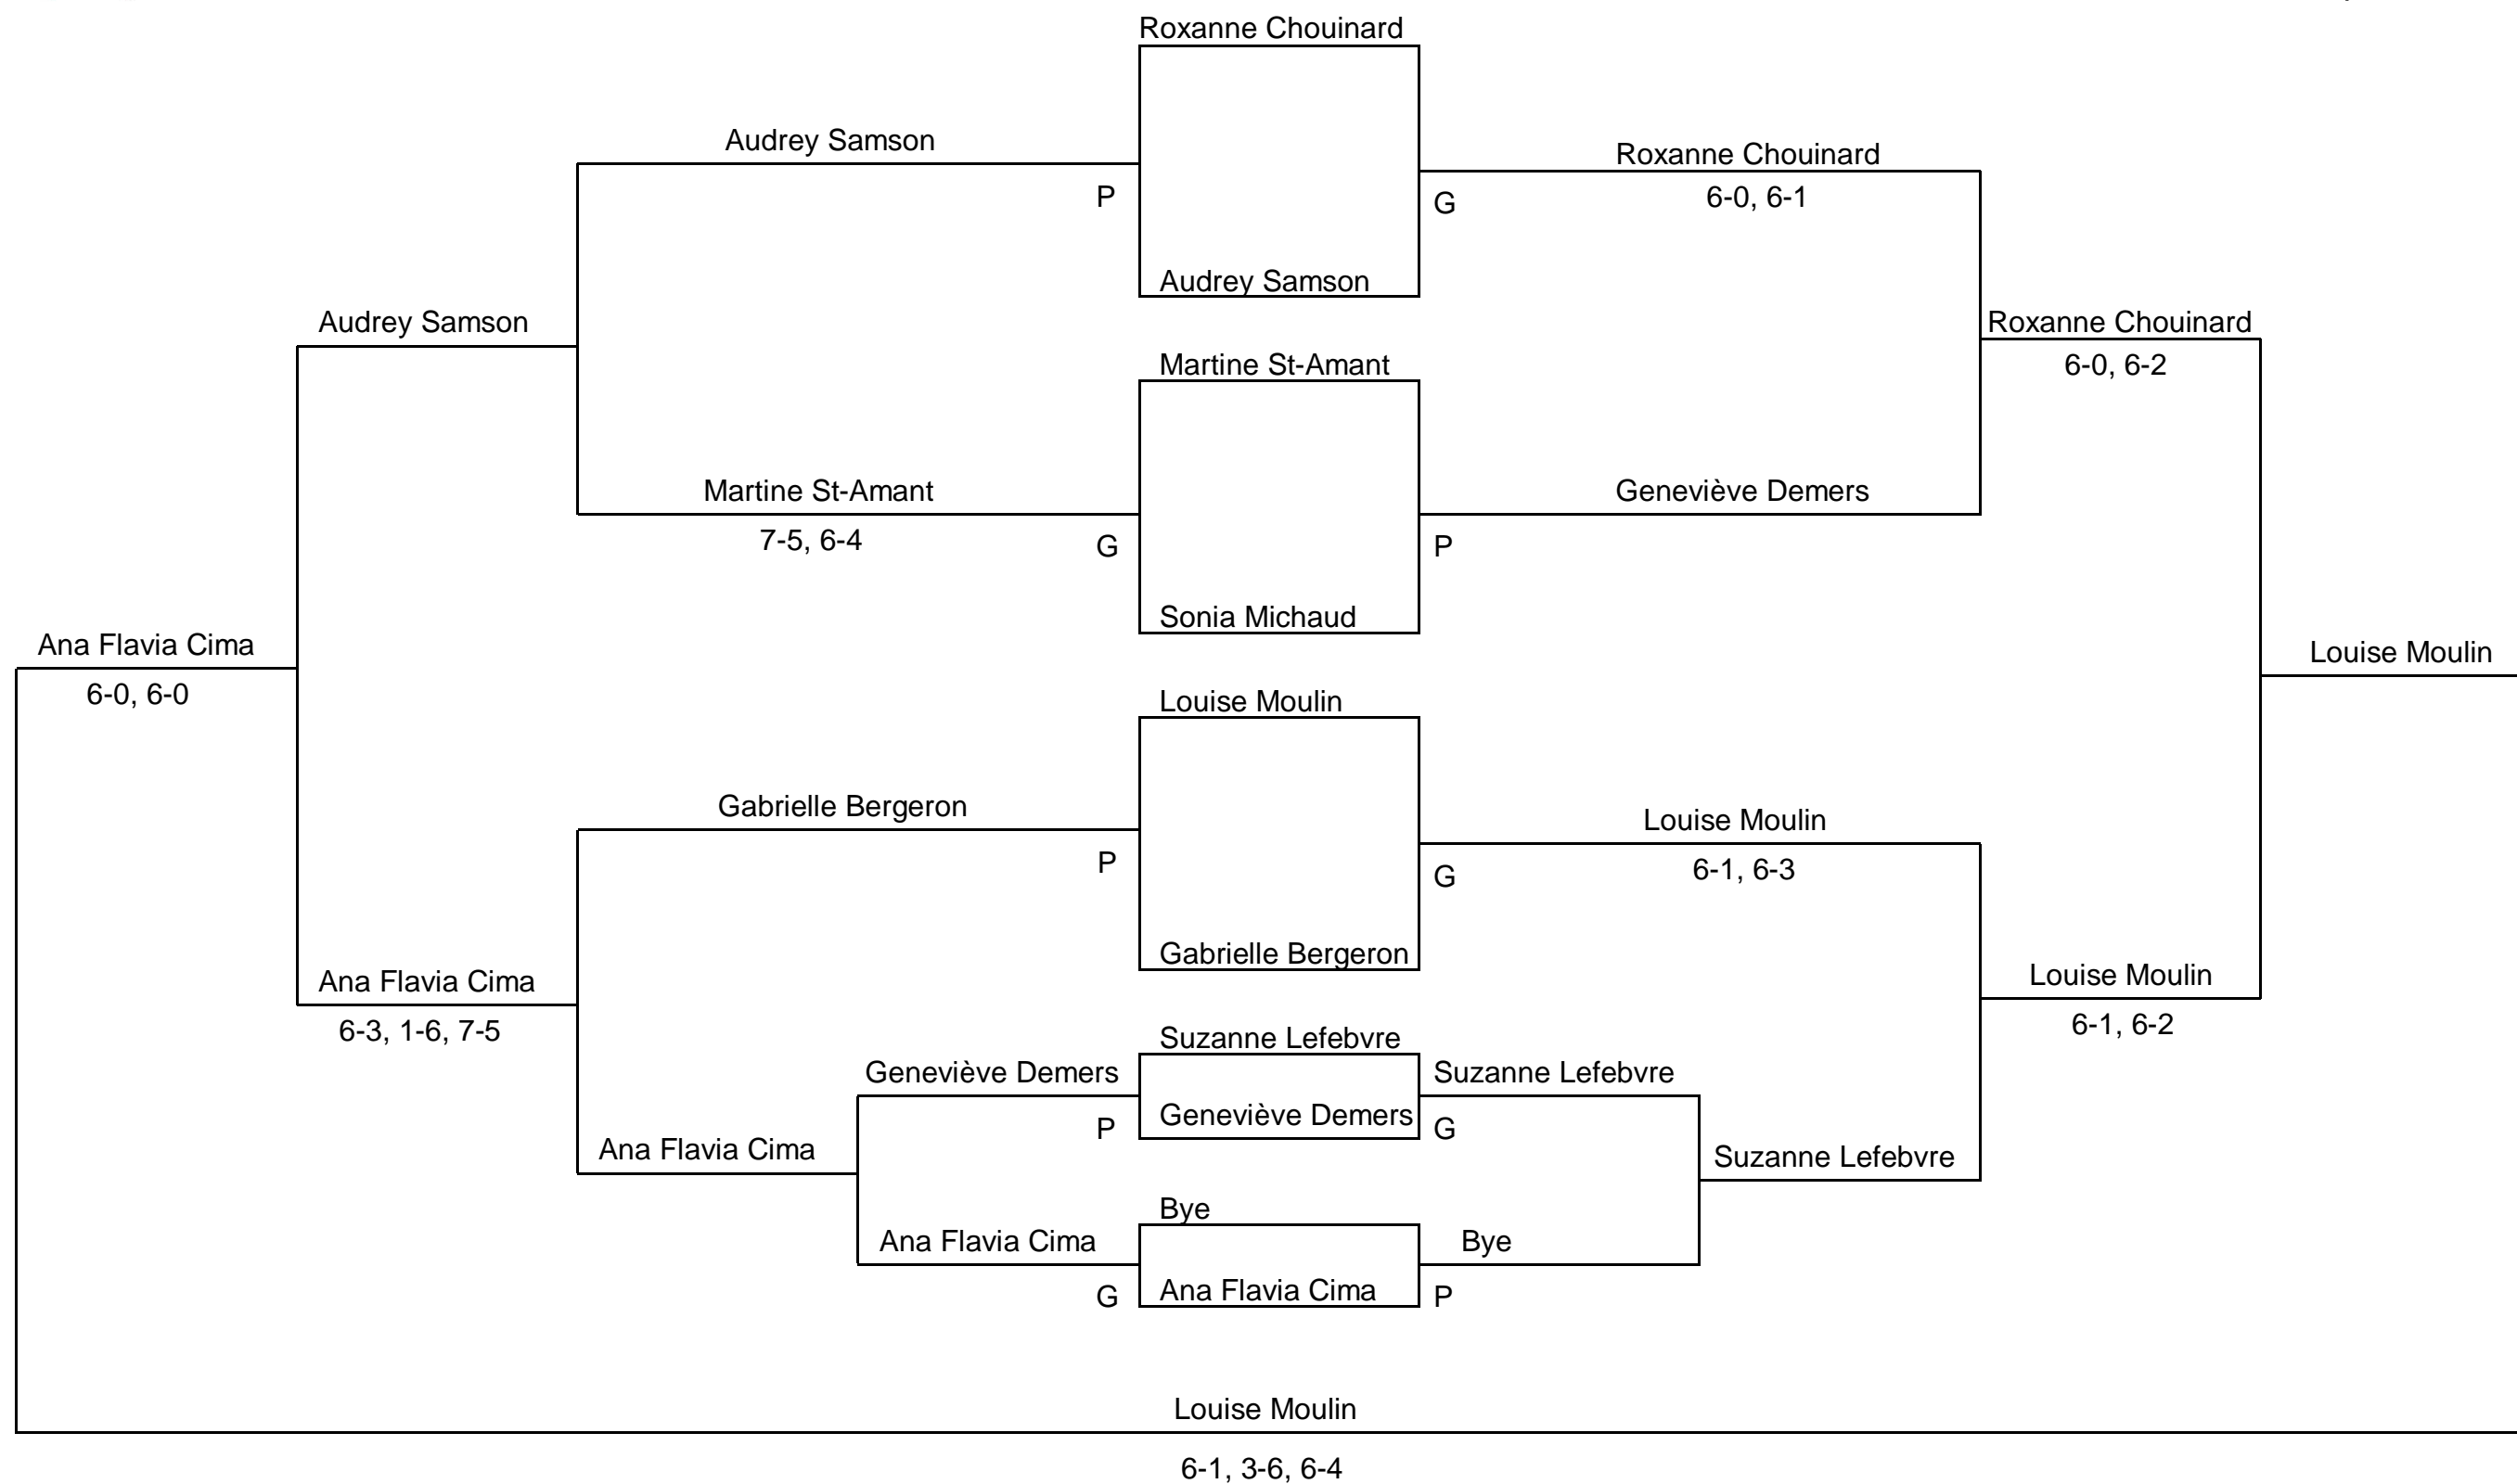 Roxanne Chouinard
Audrey Samson
Roxanne Chouinard
P
G
6-0, 6-1
Audrey Samson
Audrey Samson
Roxanne Chouinard
Martine St-Amant
6-0, 6-2
Martine St-Amant
Geneviève Demers
7-5, 6-4
G
P
Sonia Michaud
Ana Flavia Cima
Louise Moulin
6-0, 6-0
Louise Moulin
Gabrielle Bergeron
Louise Moulin
P
G
6-1, 6-3
Gabrielle Bergeron
Ana Flavia Cima
Louise Moulin
6-3, 1-6, 7-5
6-1, 6-2
Suzanne Lefebvre
Geneviève Demers
Suzanne Lefebvre
P
Geneviève Demers
G
Ana Flavia Cima
Suzanne Lefebvre
Bye
Ana Flavia Cima
Bye
G
Ana Flavia Cima
P
Louise Moulin
6-1, 3-6, 6-4